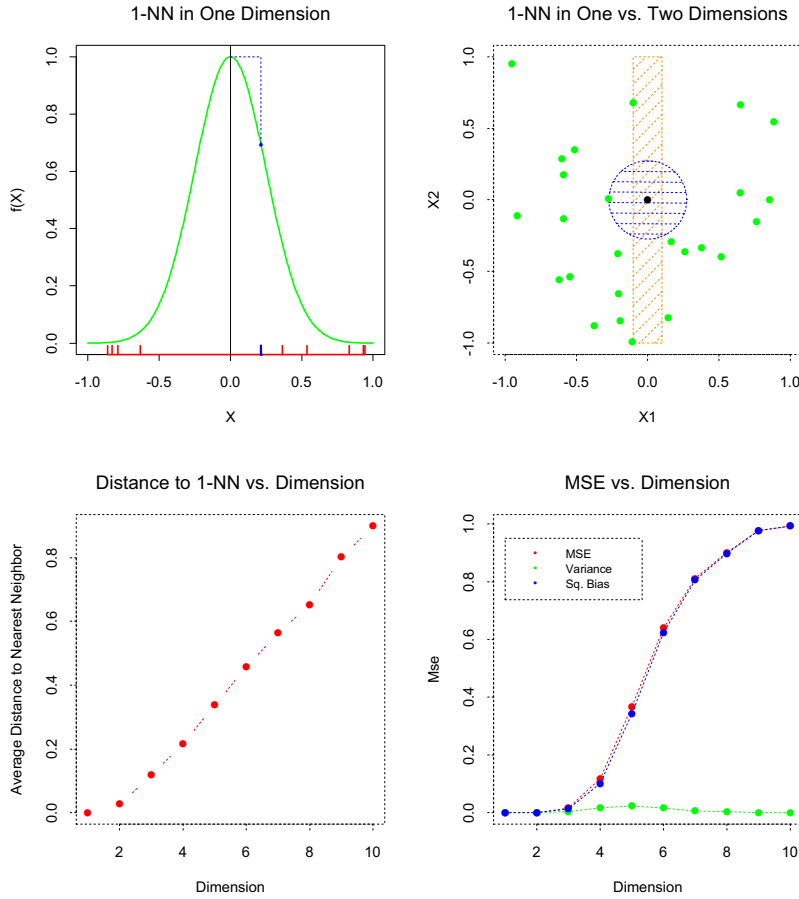 1-NN in One Dimension
f(X)
0.0 0.2 0.4 0.6 0.8 1.0
-1.0 -0.5 0.0 0.5 1.0
X
1-NN in One vs. Two Dimensions
X2
-1.0 -0.5 0.0 0.5 1.0
-1.0 -0.5 0.0 0.5 1.0
X1
Distance to 1-NN vs. Dimension
Average Distance to Nearest Neighbor
0.0 0.2 0.4 0.6 0.8
2 4 6 8 10
Dimension
MSE vs. Dimension
Mse
0.0 0.2 0.4 0.6 0.8 1.0
MSE
Variance
Sq. Bias
2 4 6 8 10
Dimension